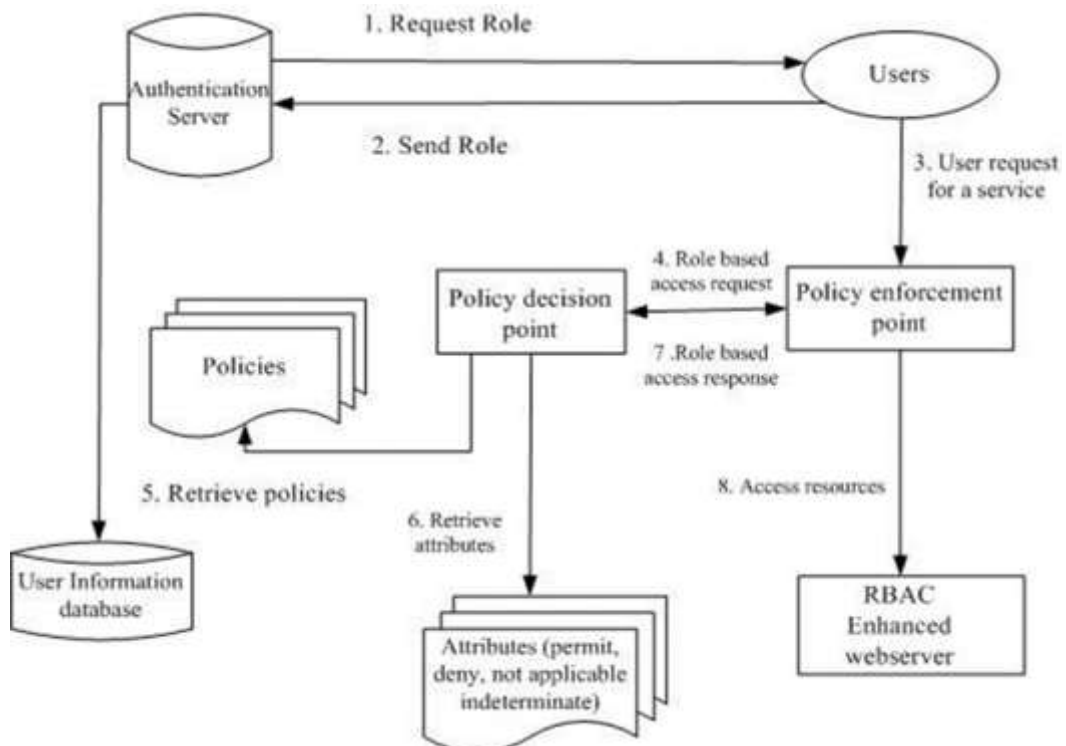 1. Request Role
Authentication
Server
Users
2. Send Role
3. User request
for a service
4. Role based
access request
Policy decision
point
Policy enforcement
point
7 .Role based
access response
Policies
5. Retrieve policies
8. Access resources
6. Retrieve
attributes
User Information
database
RBAC
Enhanced
webserver
Attributes (permit,
deny, not applicable
indeterminate)